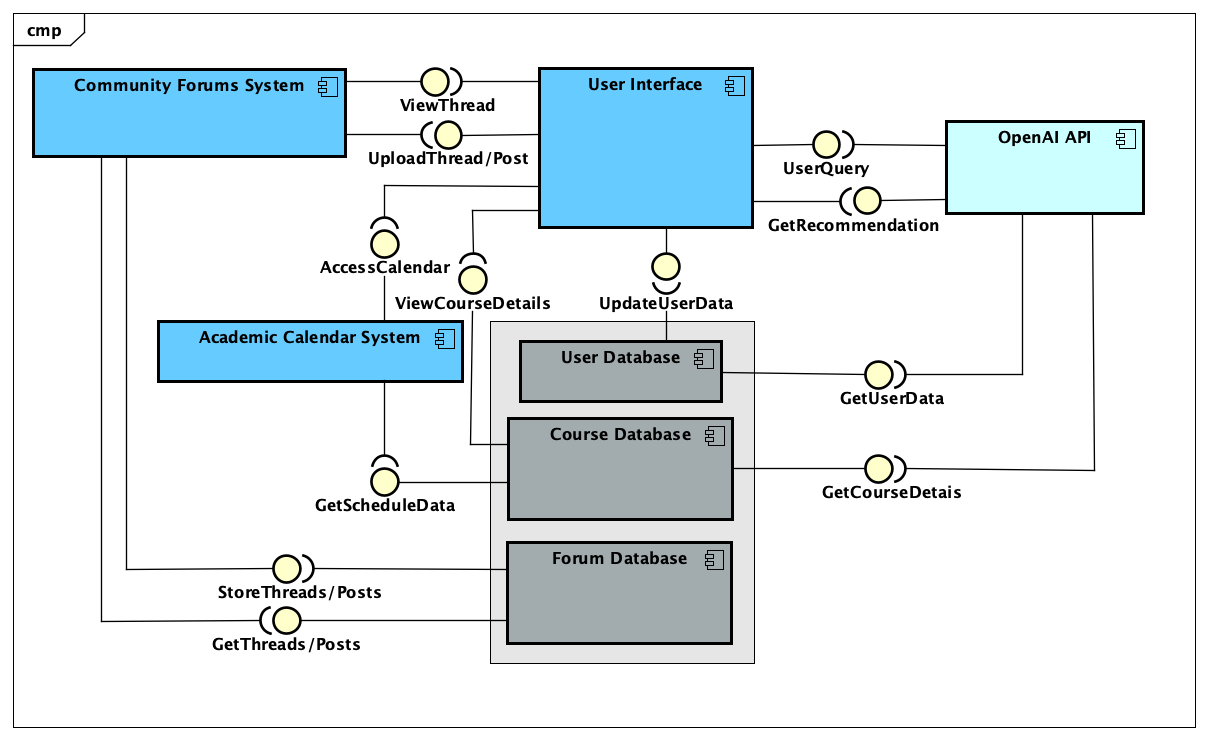 cmp
Community Forums System
User Interface
ViewThread
UploadThread/Post
OpenAI API
UserQuery
GetRecommendation
AccessCalendar
ViewCourseDetails
UpdateUserData
Academic Calendar System
User Database
GetUserData
Course Database
GetCourseDetais
GetScheduleData
Forum Database
StoreThreads/Posts
GetThreads/Posts